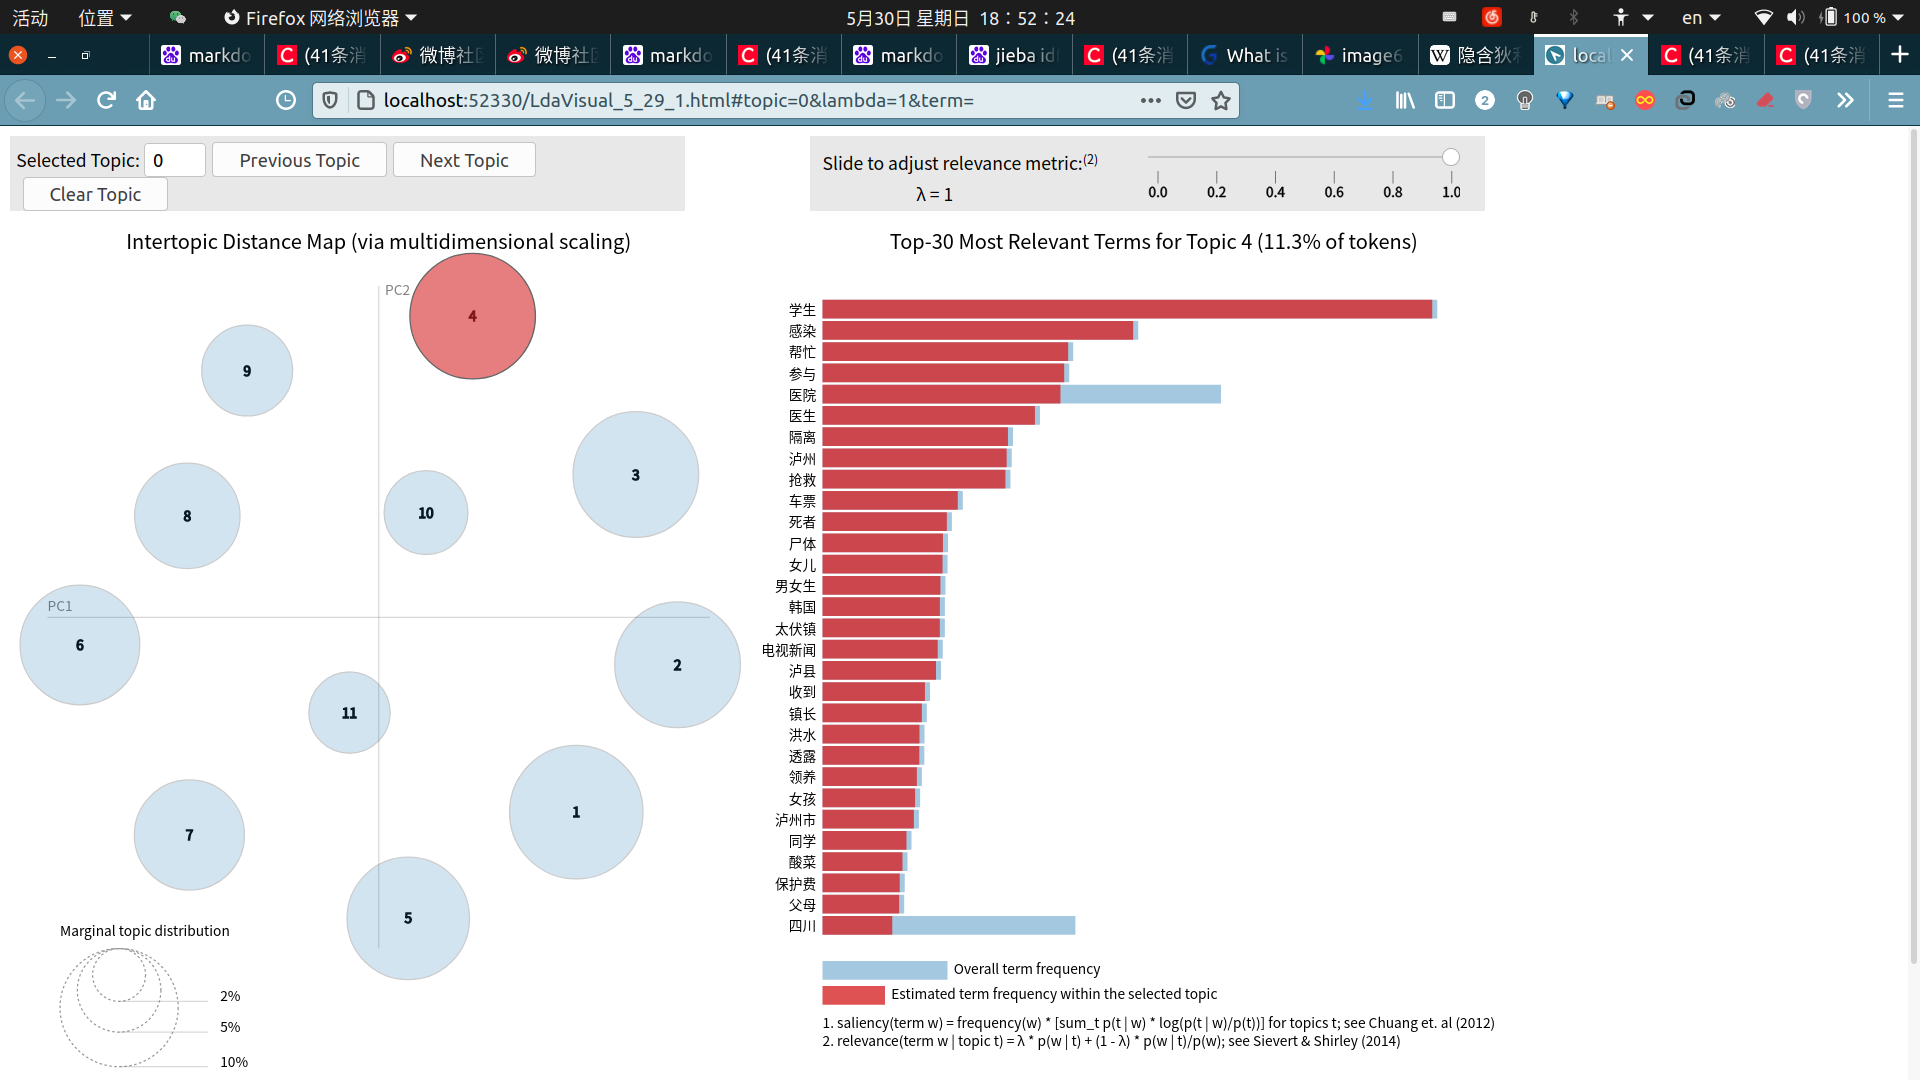 活动 位置 Firefox 网络浏览器 5月30日 星期日 18：52：24 en 100 %
markdo (41条消 微博社区 微博社区 markdo (41条消 markdo jieba id (41条消 What is image6 隐含狄利 local (41条消 (41条消
localhost:52330/LdaVisual_5_29_1.html#topic=0&lambda=1&term= 2
Selected Topic: 0 Previous Topic Next Topic
Clear Topic
Slide to adjust relevance metric:(2)
λ = 1
0.0 0.2 0.4 0.6 0.8 1.0
Intertopic Distance Map (via multidimensional scaling)
PC2
4
9
3
8
10
PC1
6
2
11
1
7
5
Marginal topic distribution
2%
5%
10%
Top-30 Most Relevant Terms for Topic 4 (11.3% of tokens)
学生
感染
帮忙
参与
医院
医生
隔离
泸州
抢救
车票
死者
尸体
女儿
男女生
韩国
太伏镇
电视新闻
泸县
收到
镇长
洪水
透露
领养
女孩
泸州市
同学
酸菜
保护费
父母
四川
Overall term frequency
Estimated term frequency within the selected topic
1. saliency(term w) = frequency(w) * [sum_t p(t | w) * log(p(t | w)/p(t))] for topics t; see Chuang et. al (2012)
2. relevance(term w | topic t) = λ * p(w | t) + (1 - λ) * p(w | t)/p(w); see Sievert & Shirley (2014)